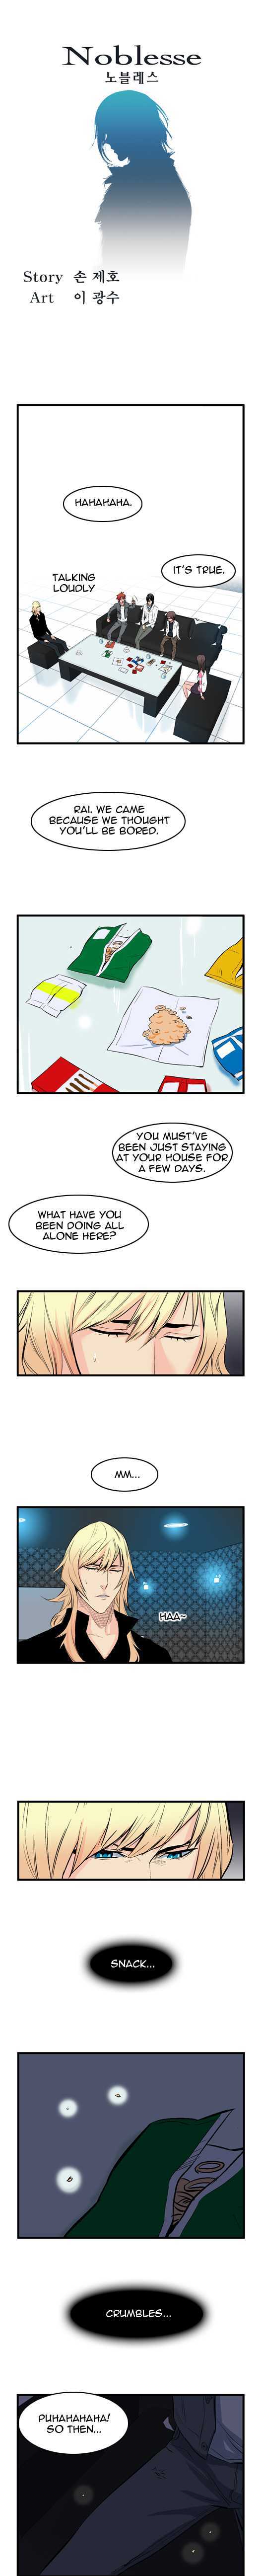 Noblesse
노블레스
Story 손 제호
Art 이 광수
HAHAHAHA.
IT'S TRUE.
TALKING
LOUDLY
RAI. WE CAME
BECAUSE WE THOUGHT
YOU'LL BE BORED.
YOU MUST'VE
BEEN JUST STAYING
AT YOUR HOUSE FOR
A FEW DAYS.
WHAT HAVE YOU
BEEN DOING ALL
ALONE HERE?
MM...
HAA~
SNACK...
CRUMBLES...
PUHAHAHAHA!
SO THEN...